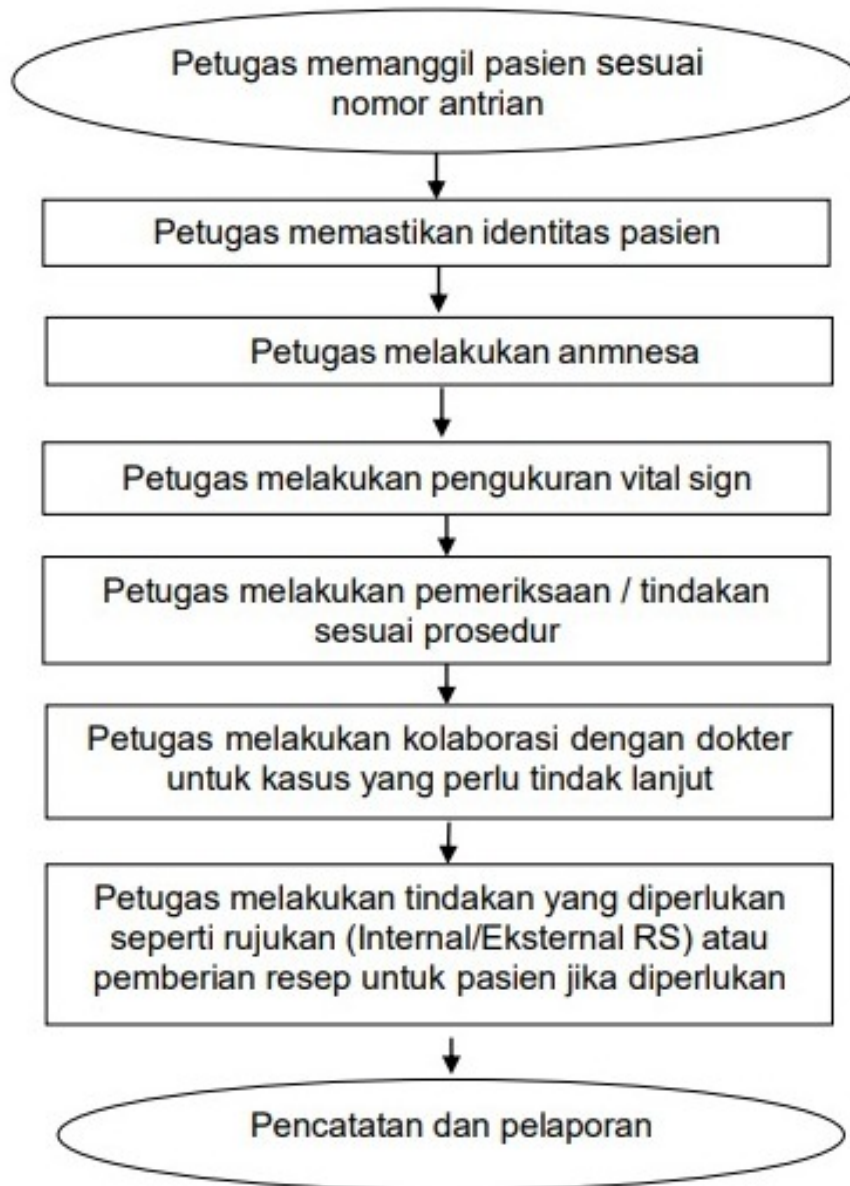 Petugas memanggil pasien sesuai
nomor antrian
Petugas memastikan identitas pasien
Petugas melakukan anmnesa
Petugas melakukan pengukuran vital sign
Petugas melakukan pemeriksaan / tindakan
sesuai prosedur
Petugas melakukan kolaborasi dengan dokter
untuk kasus yang perlu tindak lanjut
Petugas melakukan tindakan yang diperlukan
seperti rujukan (Internal/Eksternal RS) atau
pemberian resep untuk pasien jika diperlukan
Pencatatan dan pelaporan